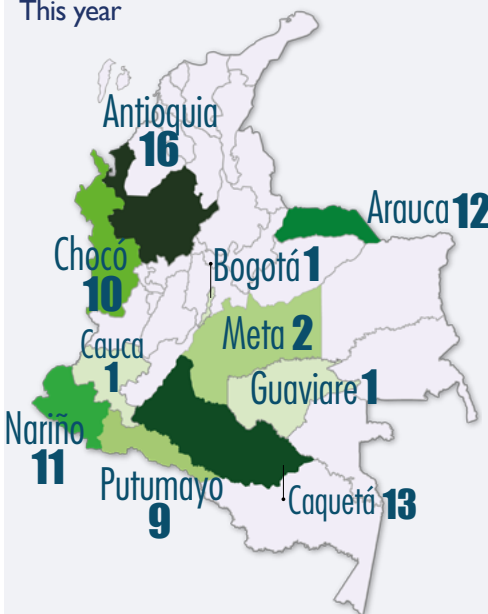 This year
Antioquia
16
Arauca 12
Chocó
10
Bogotá 1
Meta 2
Cauca
1
Guaviare 1
Nariño
11
Putumayo
9
Caquetá 13